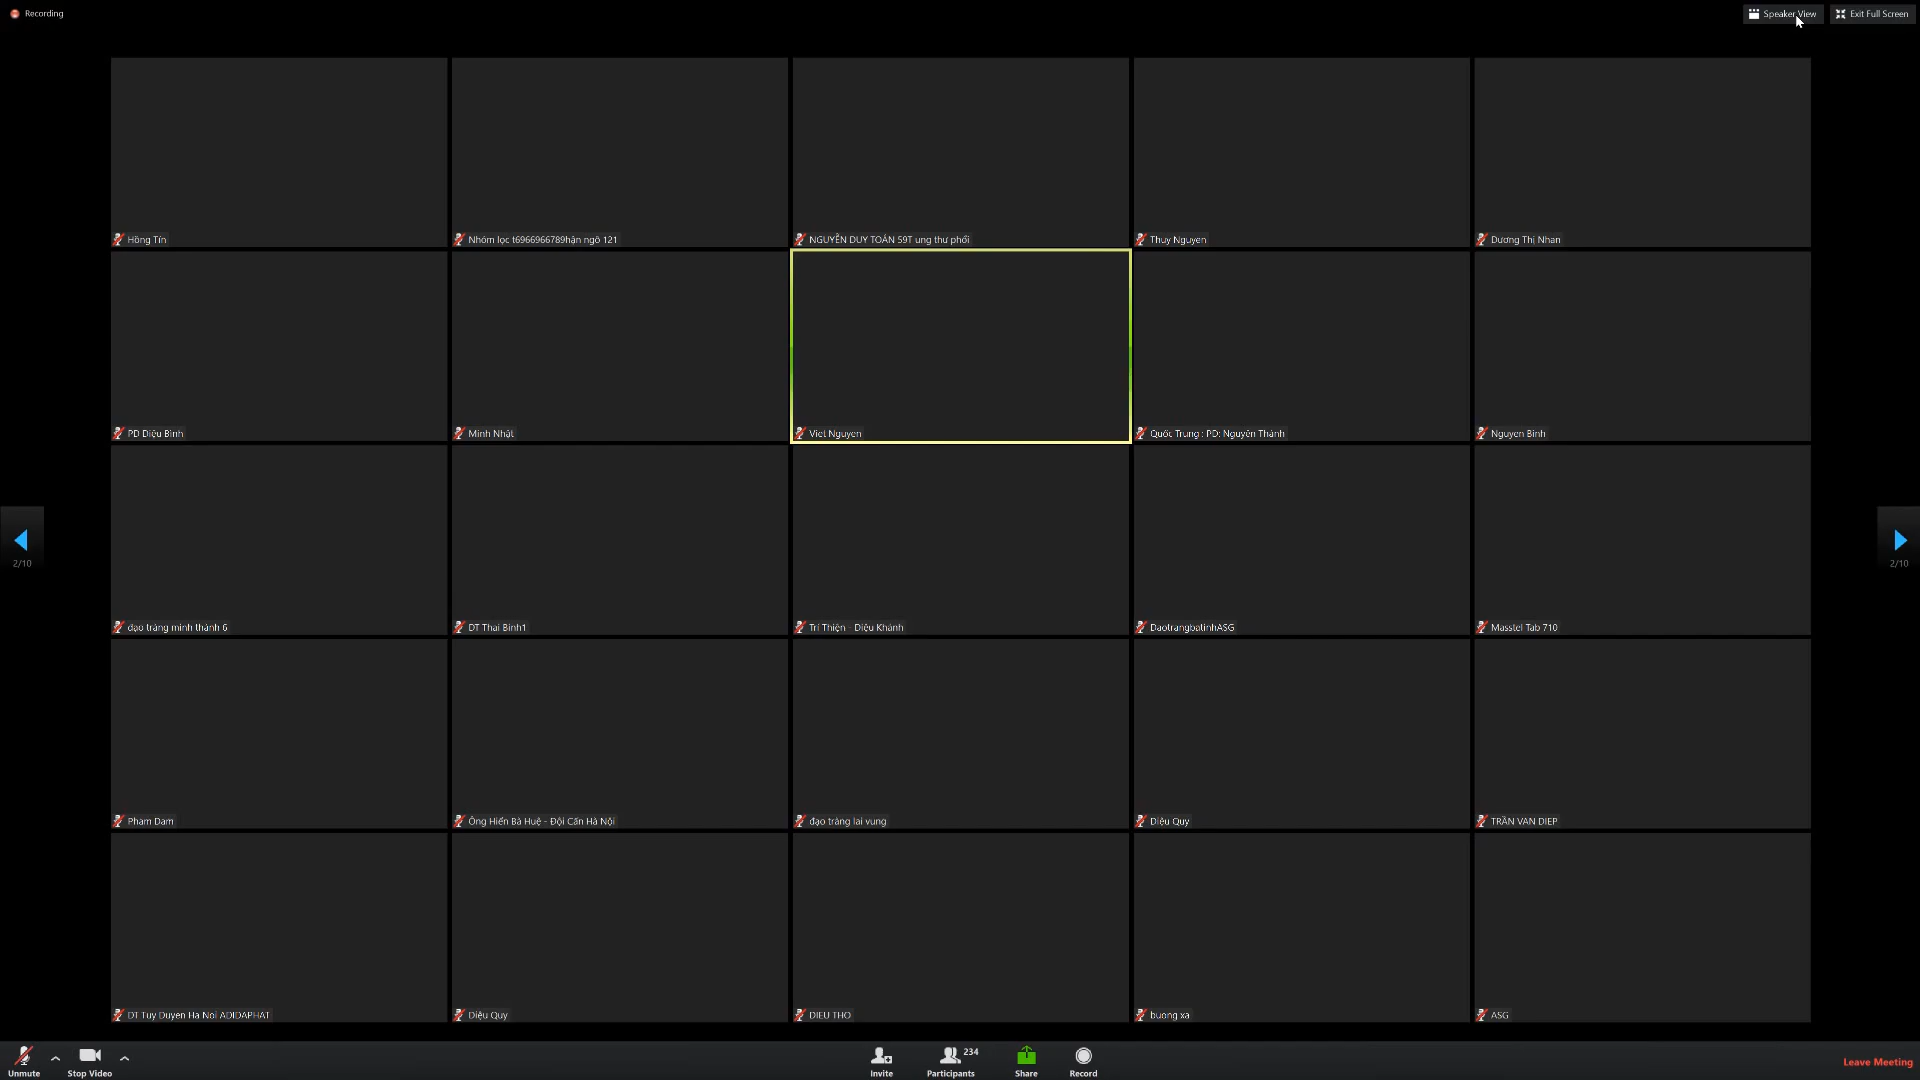 Recording
Speaker View
Exit Full Screen
Hồng Tín
Nhóm lọc t6966966789hận ngô 121
NGUYỄN DUY TOÁN 59T ung thư phổi
Thuy Nguyen
Dương Thị Nhan
PD Diệu Bình
Minh Nhật
Viet Nguyen
Quốc Trung : PD: Nguyên Thành
Nguyen Binh
đạo tràng minh thành 6
DT Thai Binh1
Trí Thiện - Diệu Khánh
DaotrangbatinhASG
Masstel Tab 710
Pham Dam
Ông Hiển Bà Huệ - Đội Cấn Hà Nội
đạo tràng lai vung
Diệu Quy
TRẦN VAN DIEP
DT Tuy Duyen Ha Noi ADIDAPHAT
Diệu Quy
DIEU THO
buong xa
ASG
2/10
2/10
Unmute
Stop Video
Invite
234
Participants
Share
Record
Leave Meeting